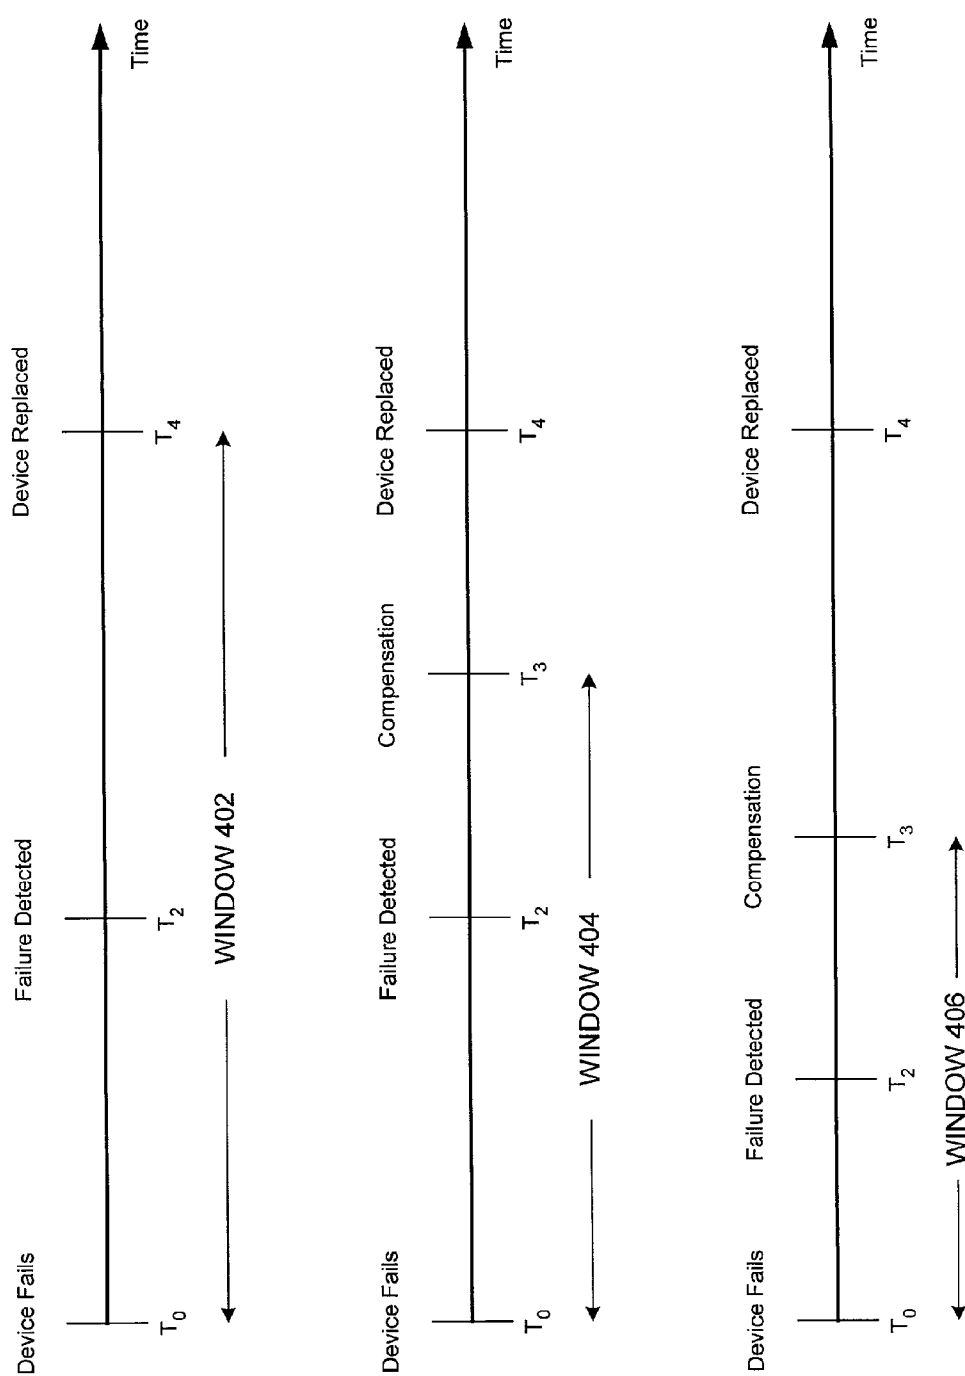 Device Fails
Failure Detected
Device Replaced
T0
T2
T4
Time
WINDOW 402
Device Fails
Failure Detected
Compensation
Device Replaced
T0
T2
T3
T4
Time
WINDOW 404
Device Fails
Failure Detected
Compensation
Device Replaced
T0
T2
T3
T4
Time
WINDOW 406